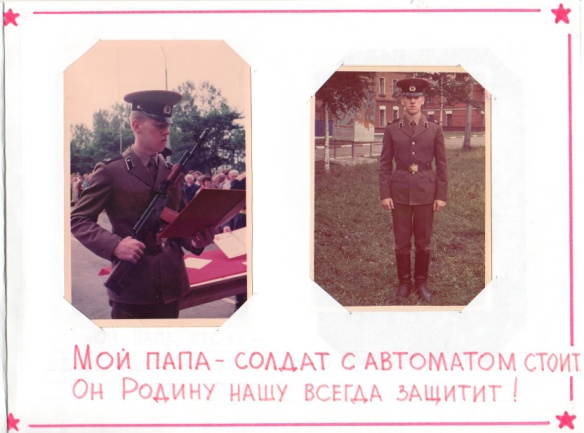 МОЙ ПАПА - СОЛДАТ С АВТОМАТОМ СТОИТ
ОН РОДИНУ НАШУ ВСЕГДА ЗАЩИТИТ!